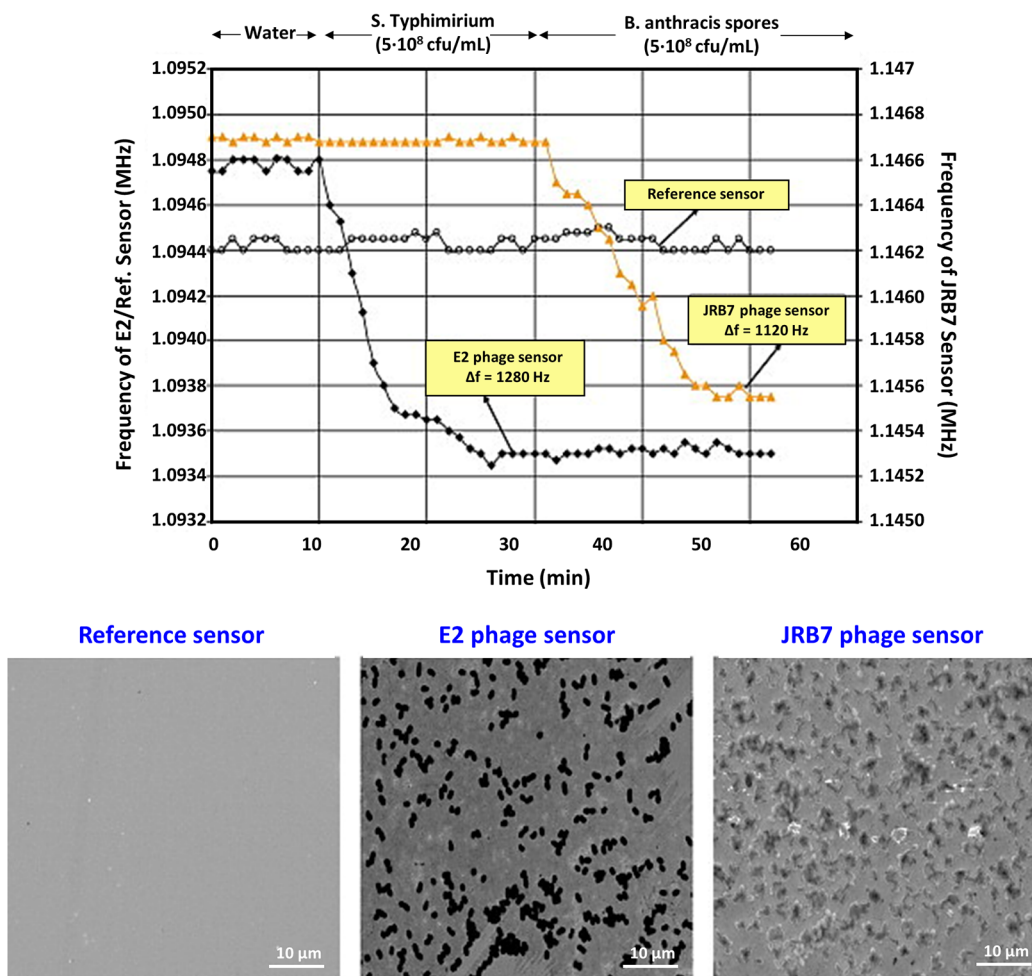 Water
S. Typhimirium
(5·10⁸ cfu/mL)
B. anthracis spores
(5·10⁸ cfu/mL)
Frequency of E2/Ref. Sensor (MHz)
1.0952
1.0950
1.0948
1.0946
1.0944
1.0942
1.0940
1.0938
1.0936
1.0934
1.0932
Reference sensor
JRB7 phage sensor
Δf = 1120 Hz
E2 phage sensor
Δf = 1280 Hz
1.147
1.1468
1.1466
1.1464
1.1462
1.1460
1.1458
1.1456
1.1454
1.1452
1.1450
Frequency of JRB7 Sensor (MHz)
0 10 20 30 40 50 60
Time (min)
Reference sensor
E2 phage sensor
JRB7 phage sensor
10 µm
10 µm
10 µm